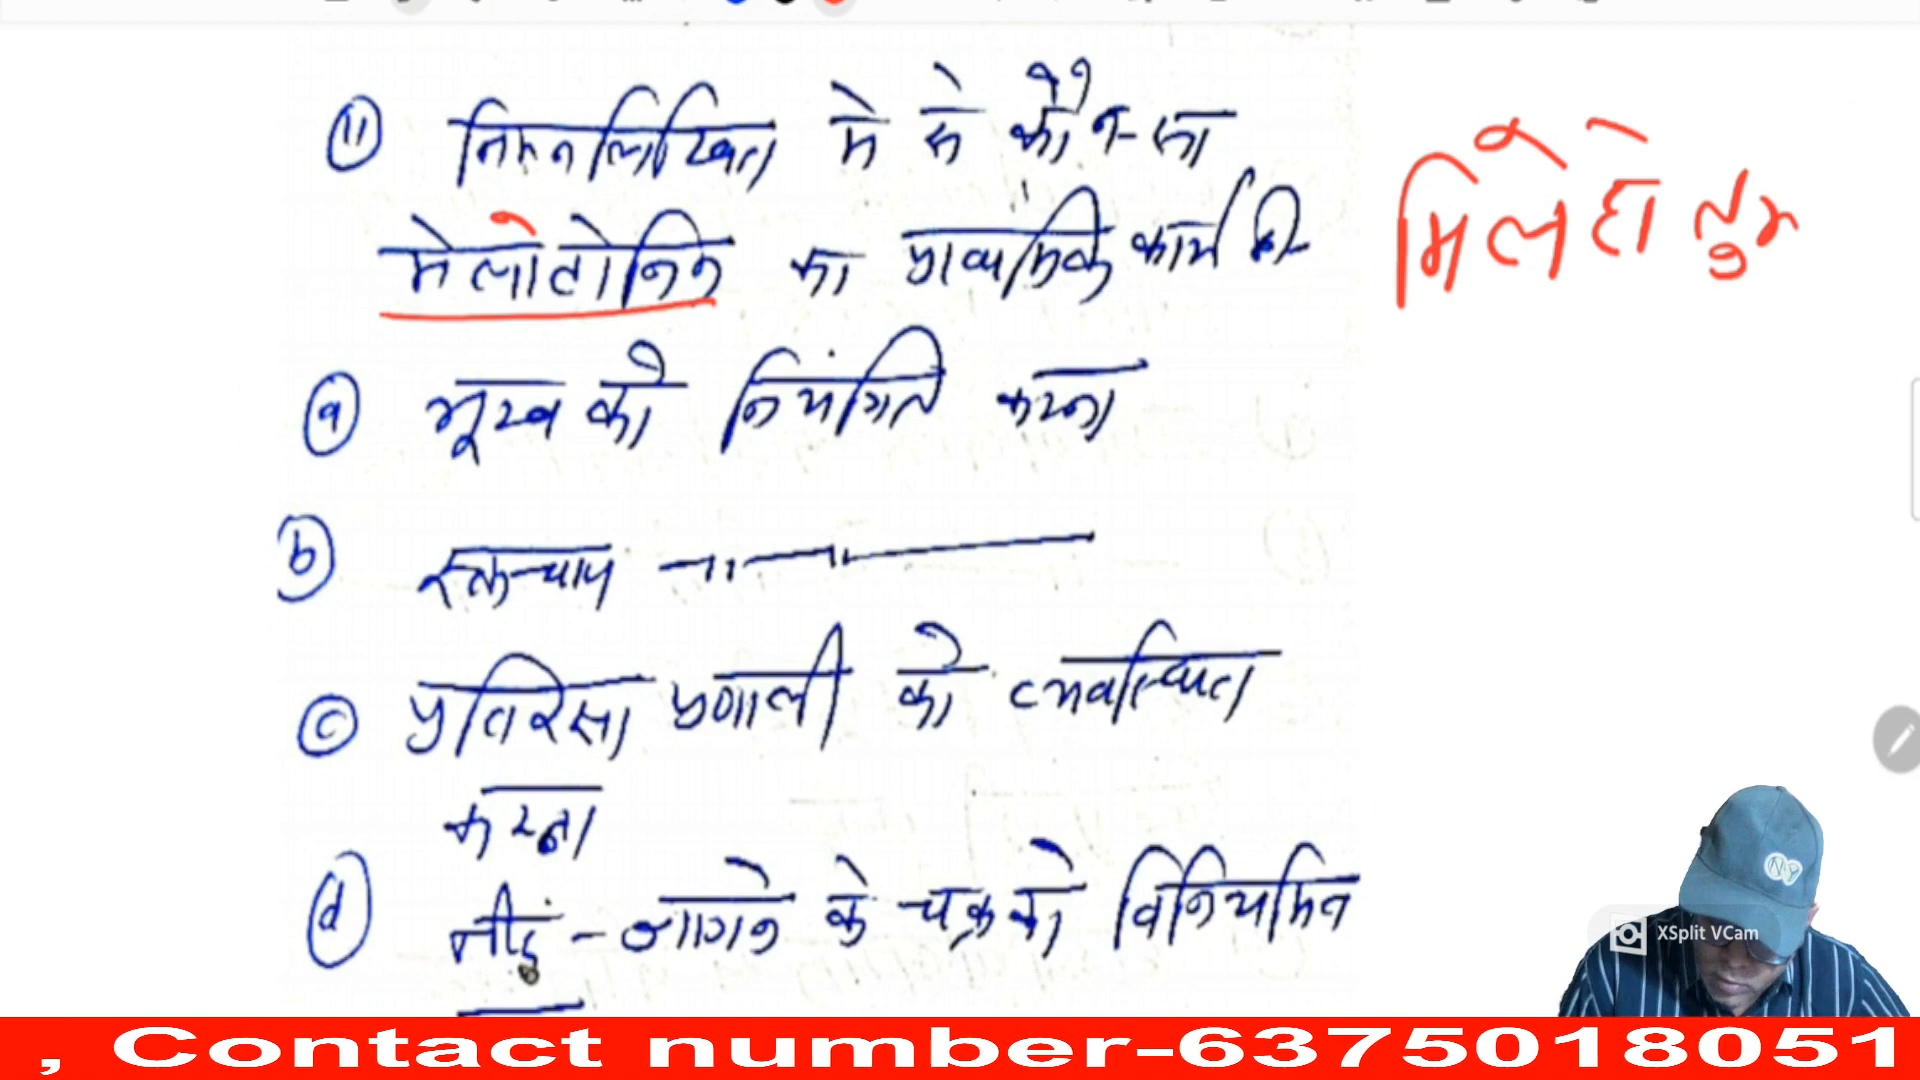 11 निम्नलिखित में से कौन-सा
मेलोटोनिन का प्राथमिक कार्य है
मिले हो तुम
a भूख को नियंत्रित करना
b रक्तचाप —,,— ,, ———
c प्रतिरक्षा प्रणाली को व्यवस्थित
करना
d नींद - जागने के चक्र को विनियमित
XSplit VCam
, Contact number-6375018051